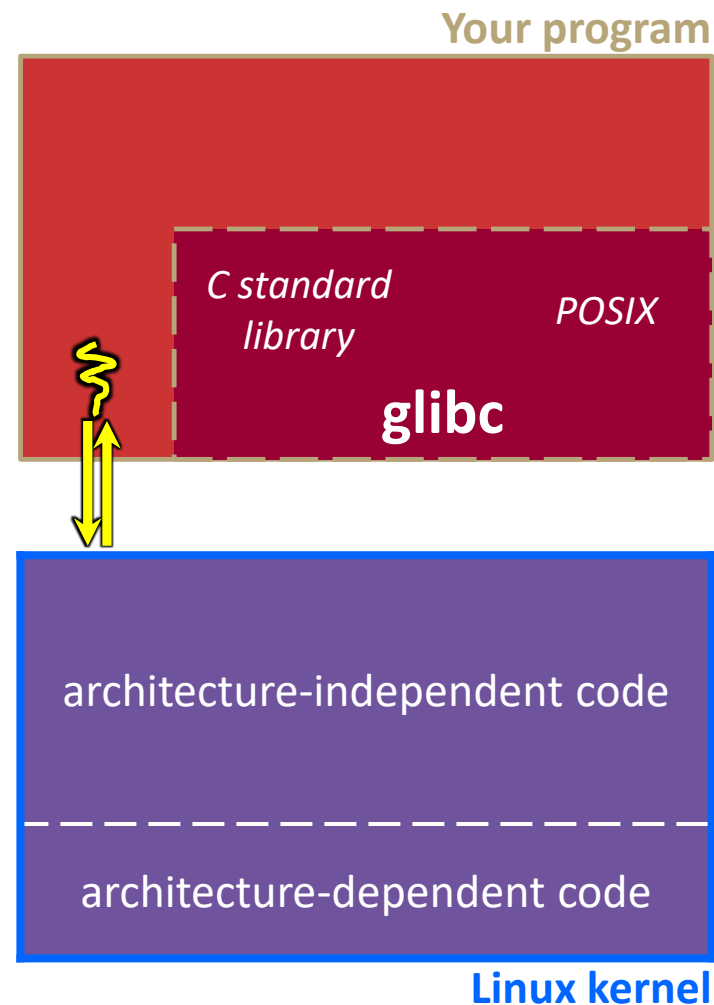 Your program
C standard
library
POSIX
glibc
architecture-independent code
architecture-dependent code
Linux kernel